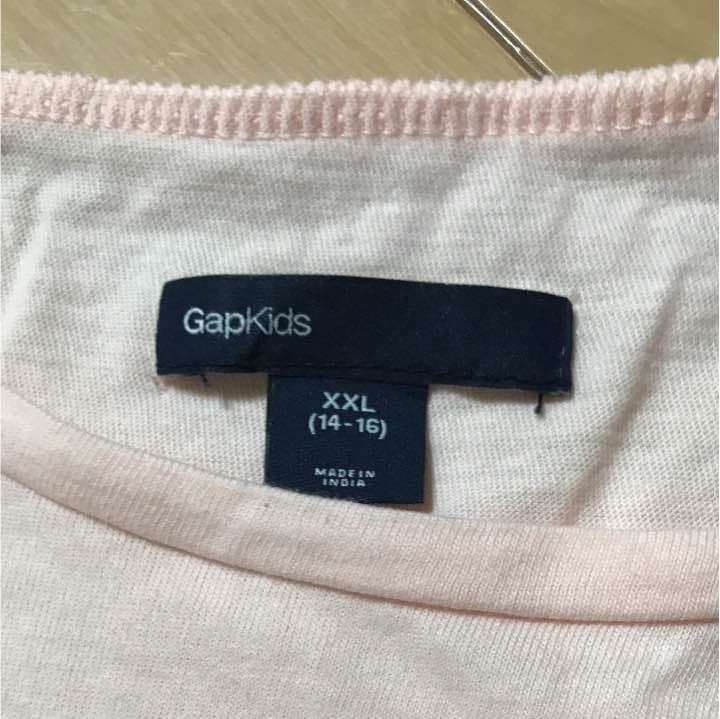 GapKids
XXL
(14-16)
MADE IN
INDIA